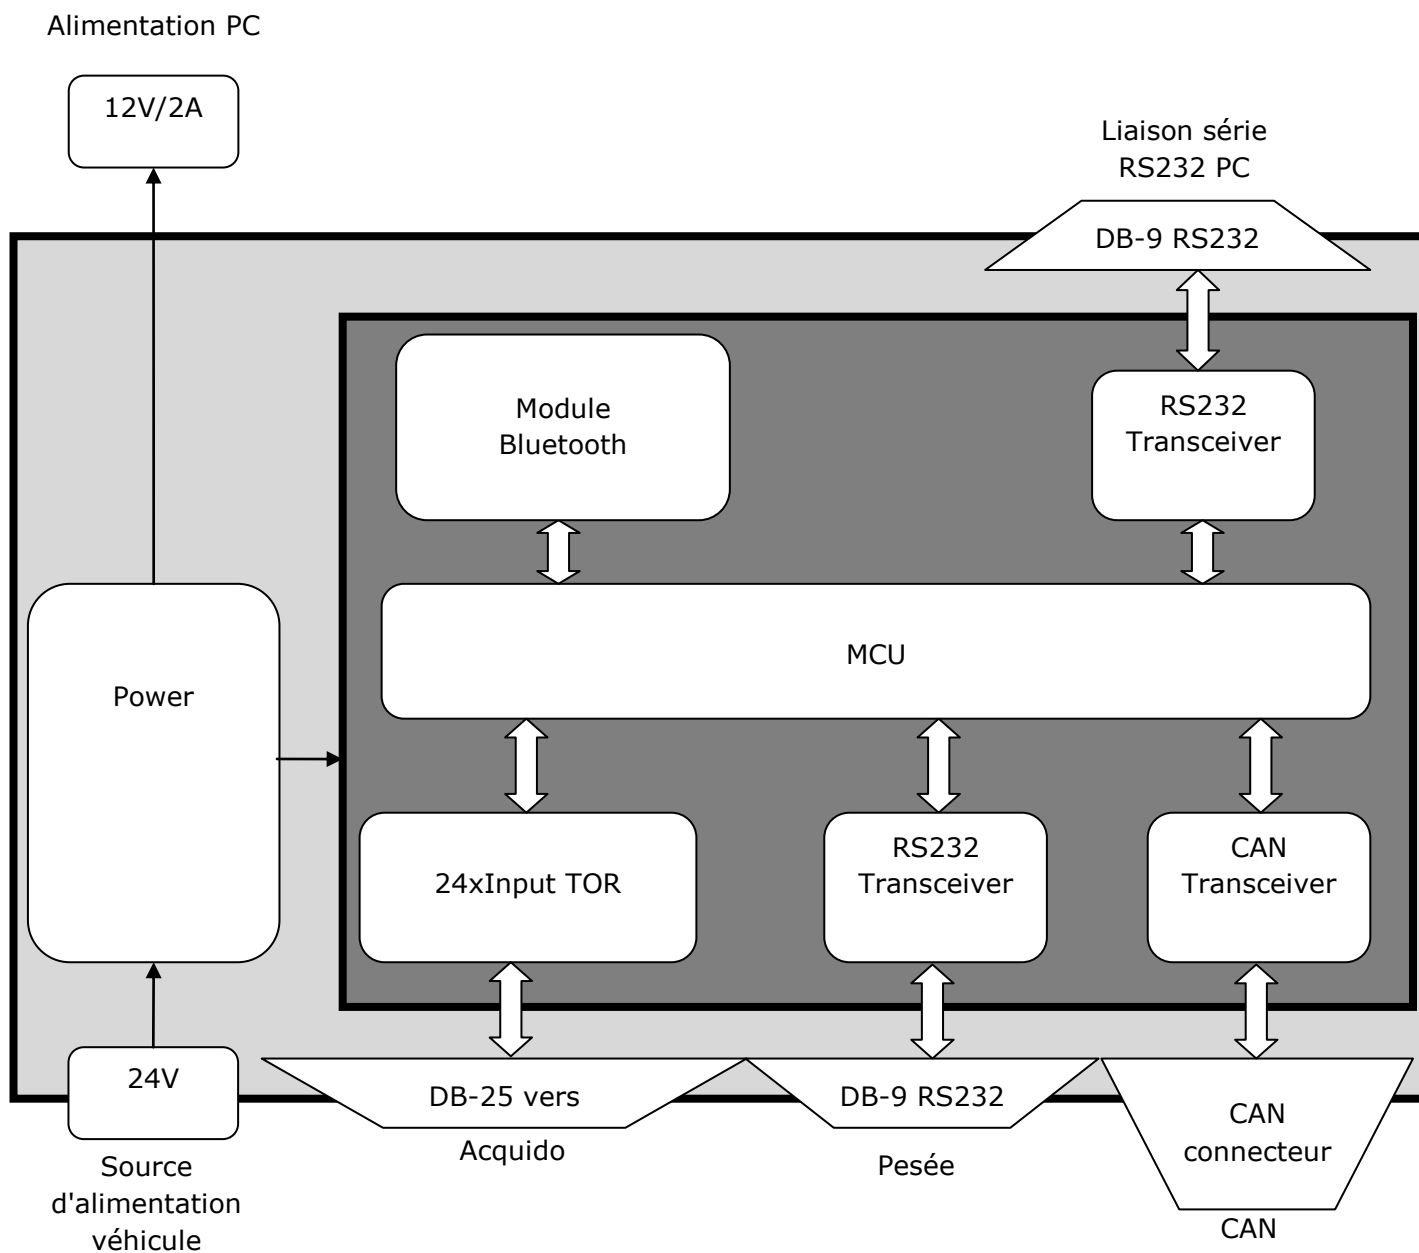 Alimentation PC
12V/2A
Liaison série
RS232 PC
DB-9 RS232
Module
Bluetooth
RS232
Transceiver
MCU
Power
24xInput TOR
RS232
Transceiver
CAN
Transceiver
24V
DB-25 vers
DB-9 RS232
CAN
connecteur
Acquido
Pesée
CAN
Source
d'alimentation
véhicule